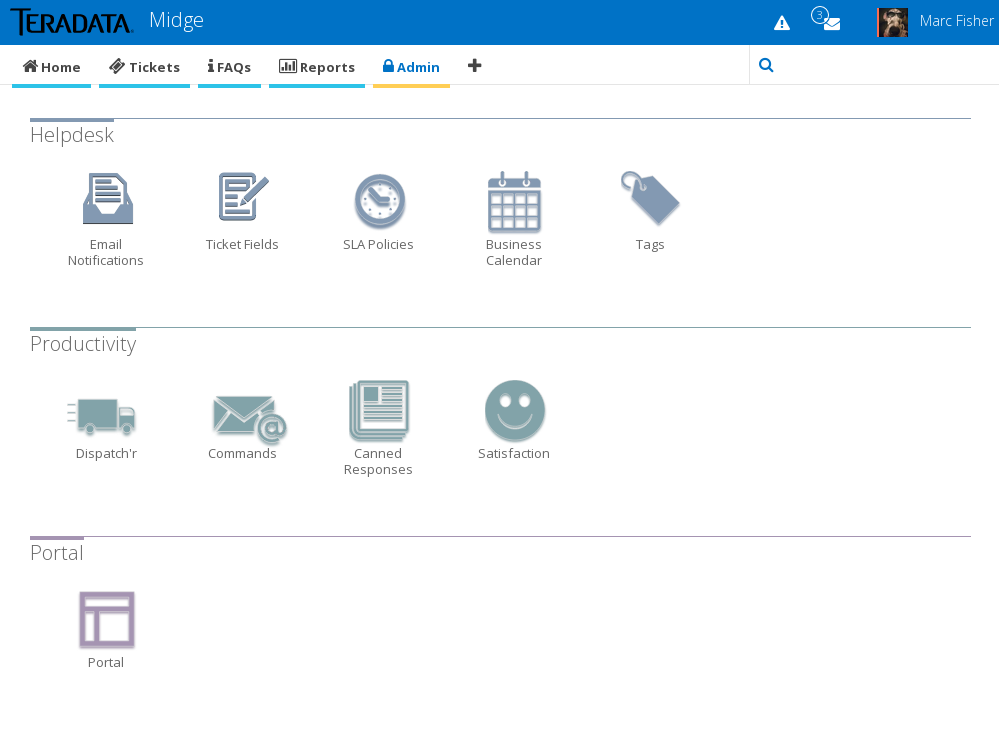 TERADATA Midge
3
Marc Fisher
Home Tickets FAQs Reports Admin
Helpdesk
Email Notifications
Ticket Fields
SLA Policies
Business Calendar
Tags
Productivity
Dispatch'r
Commands
Canned Responses
Satisfaction
Portal
Portal